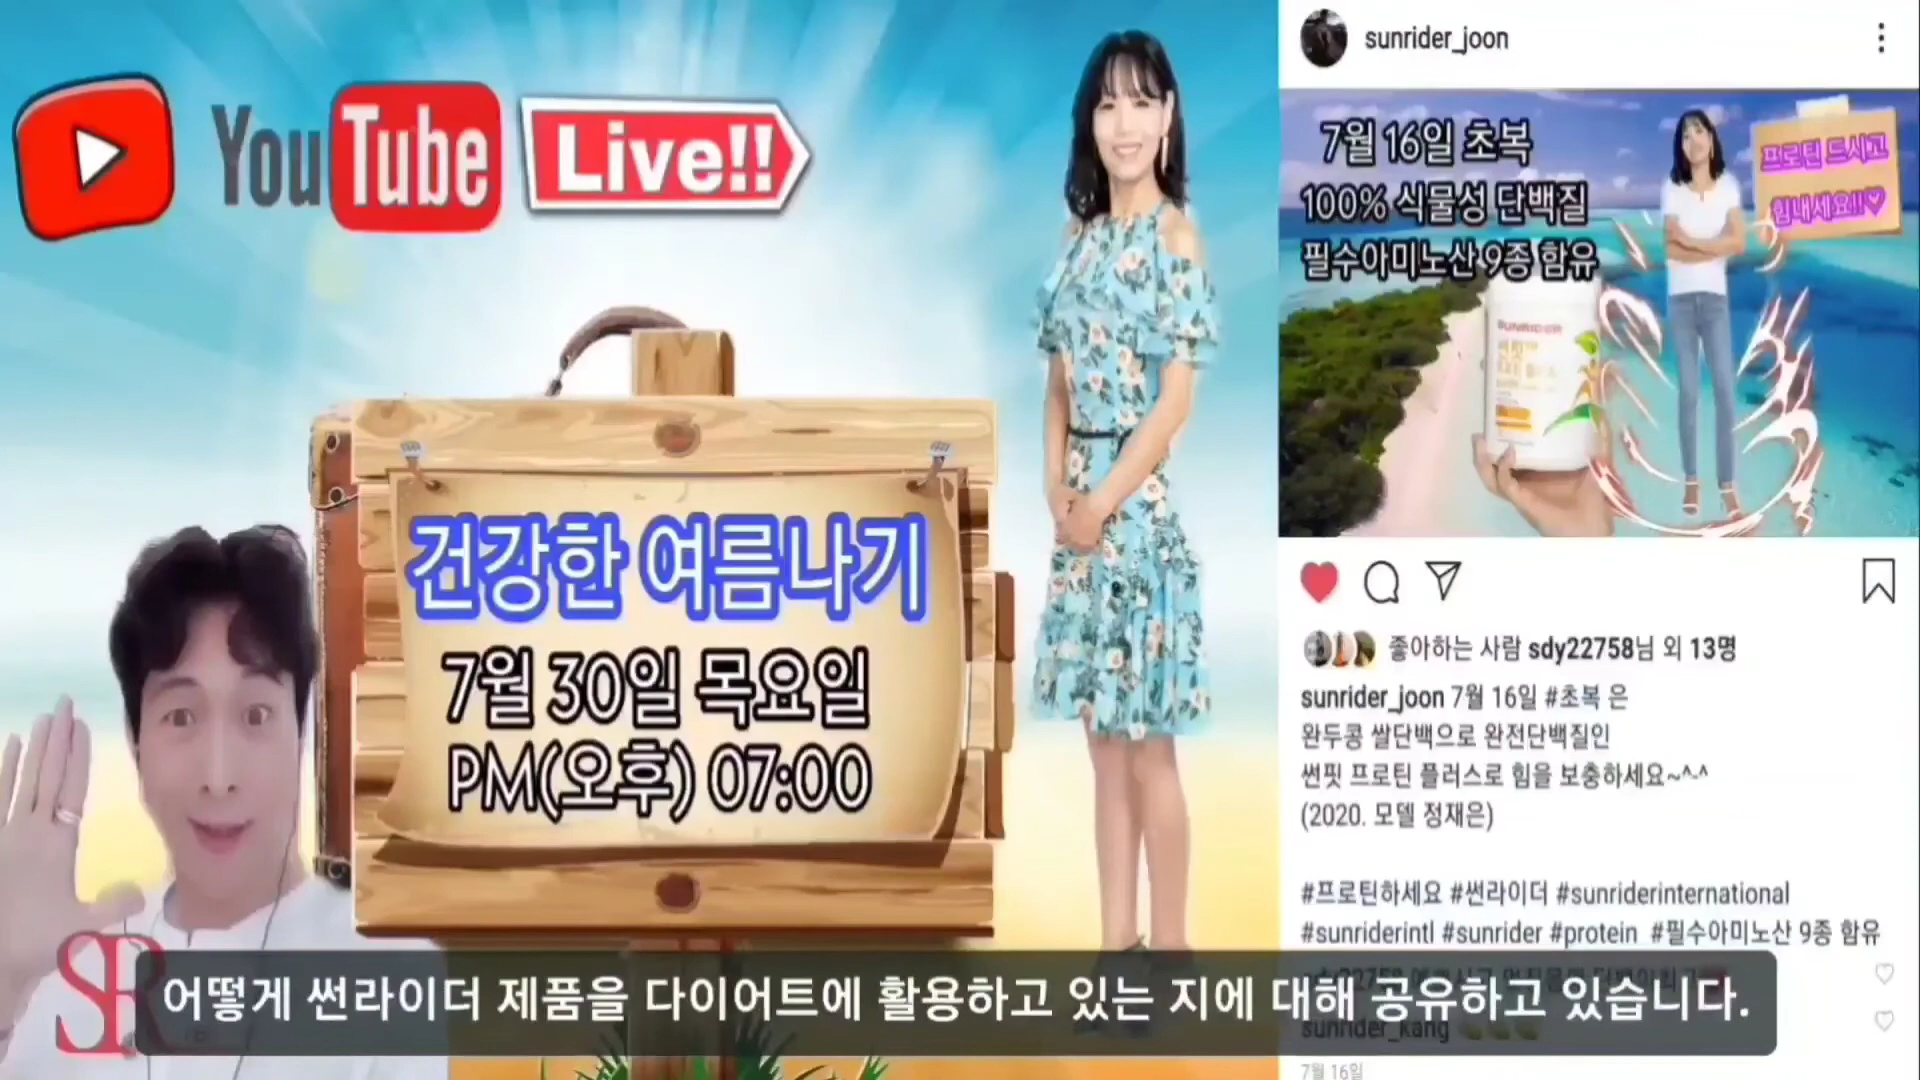 YouTube Live!!
건강한 여름나기
7월 30일 목요일
PM(오후) 07:00
SR
sunrider_joon
7월 16일 초복
100% 식물성 단백질
필수아미노산 9종 함유
프로틴 드시고
힘내세요!!♡
SUNRIDER
좋아하는 사람 sdy22758님 외 13명
sunrider_joon 7월 16일 #초복 은
완두콩 쌀단백으로 완전단백질인
썬핏 프로틴 플러스로 힘을 보충하세요~^-^
(2020. 모델 정재은)
#프로틴하세요 #썬라이더 #sunriderinternational
#sunriderintl #sunrider #protein #필수아미노산 9종 함유
sdy22758
sunrider_kang
7월 16일
어떻게 썬라이더 제품을 다이어트에 활용하고 있는 지에 대해 공유하고 있습니다.